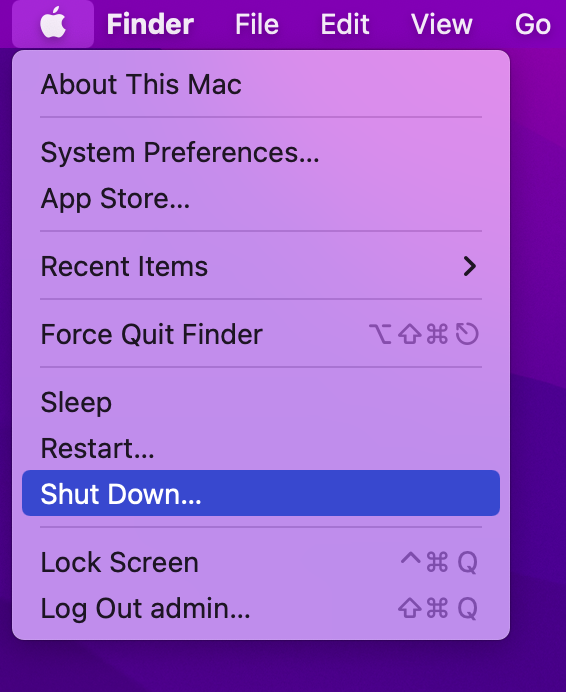 Finder File Edit View Go
About This Mac
System Preferences...
App Store...
Recent Items
Force Quit Finder ⌥⇧⌘⎋
Sleep
Restart...
Shut Down...
Lock Screen ^⌘Q
Log Out admin... ⇧⌘Q